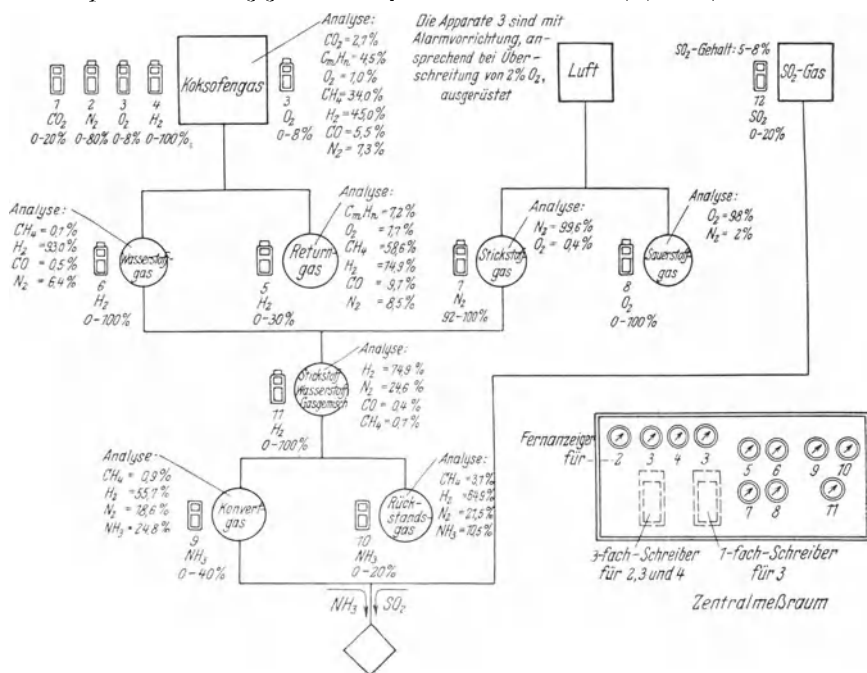 Analyse:
CO₂ = 2,7%
CₘHₙ = 4,5%
O₂ = 1,0%
CH₄ = 34,0%
H₂ = 45,0%
CO = 5,5%
N₂ = 7,3%
Koksofengas
1
CO₂
0-20%
2
N₂
0-80%
3
O₂
0-8%
4
H₂
0-100%
3
O₂
0-8%
Die Apparate 3 sind mit
Alarmvorrichtung, an-
sprechend bei Über-
schreitung von 2% O₂,
ausgerüstet
Luft
SO₂-Gehalt: 5-8%
SO₂-Gas
12
SO₂
0-20%
Analyse:
CH₄ = 0,1%
H₂ = 93,0%
CO = 0,5%
N₂ = 6,4%
6
H₂
0-100%
Wasserstoff-
gas
Analyse:
CₘHₙ = 7,2%
O₂ = 1,1%
CH₄ = 58,6%
H₂ = 14,9%
CO = 9,7%
N₂ = 8,5%
5
H₂
0-30%
Return-
gas
Analyse:
N₂ = 99,6%
O₂ = 0,4%
7
N₂
92-100%
Stickstoff-
gas
Analyse:
O₂ = 98%
N₂ = 2%
8
O₂
0-100%
Sauerstoff-
gas
Analyse:
H₂ = 74,9%
N₂ = 24,6%
CO = 0,4%
CH₄ = 0,1%
11
H₂
0-100%
Stickstoff
Wasserstoff
Gasgemisch
Analyse:
CH₄ = 0,9%
H₂ = 55,7%
N₂ = 18,6%
NH₃ = 24,8%
9
NH₃
0-40%
Konvert-
gas
Analyse:
CH₄ = 3,1%
H₂ = 64,9%
N₂ = 21,5%
NH₃ = 10,5%
10
NH₃
0-20%
Rück-
stands-
gas
NH₃
SO₂
Fernanzeiger
für
2 3 4 3
5 6 9 10
7 8 11
3-fach-Schreiber
für 2,3 und 4
1-fach-Schreiber
für 3
Zentralmeßraum